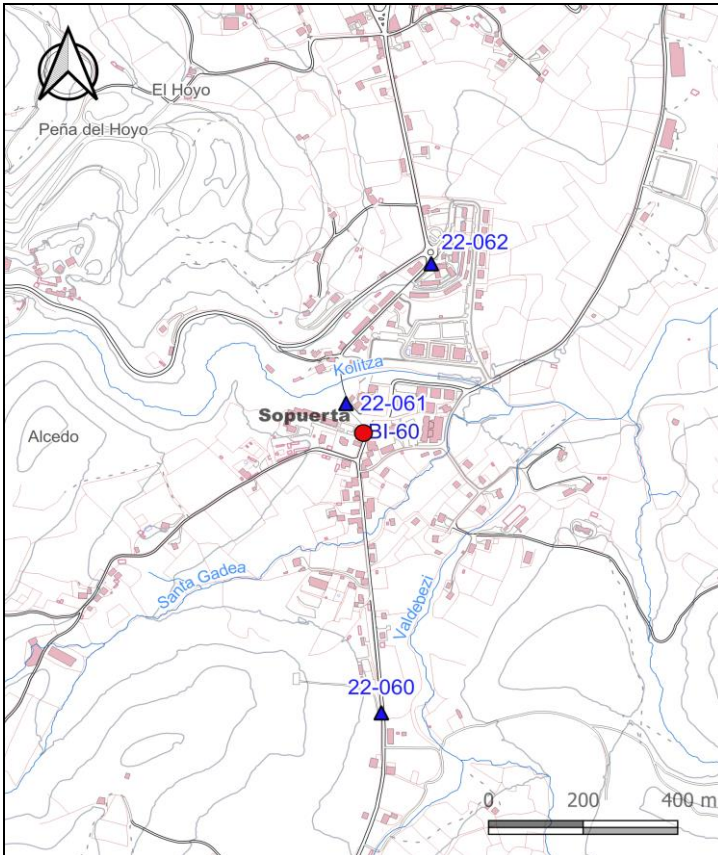 El Hoyo
Peña del Hoyo
22-062
Kolitza
Sopuerta
22-061
BI-60
Alcedo
Santa Gadea
Valdebezi
22-060
0 200 400 m